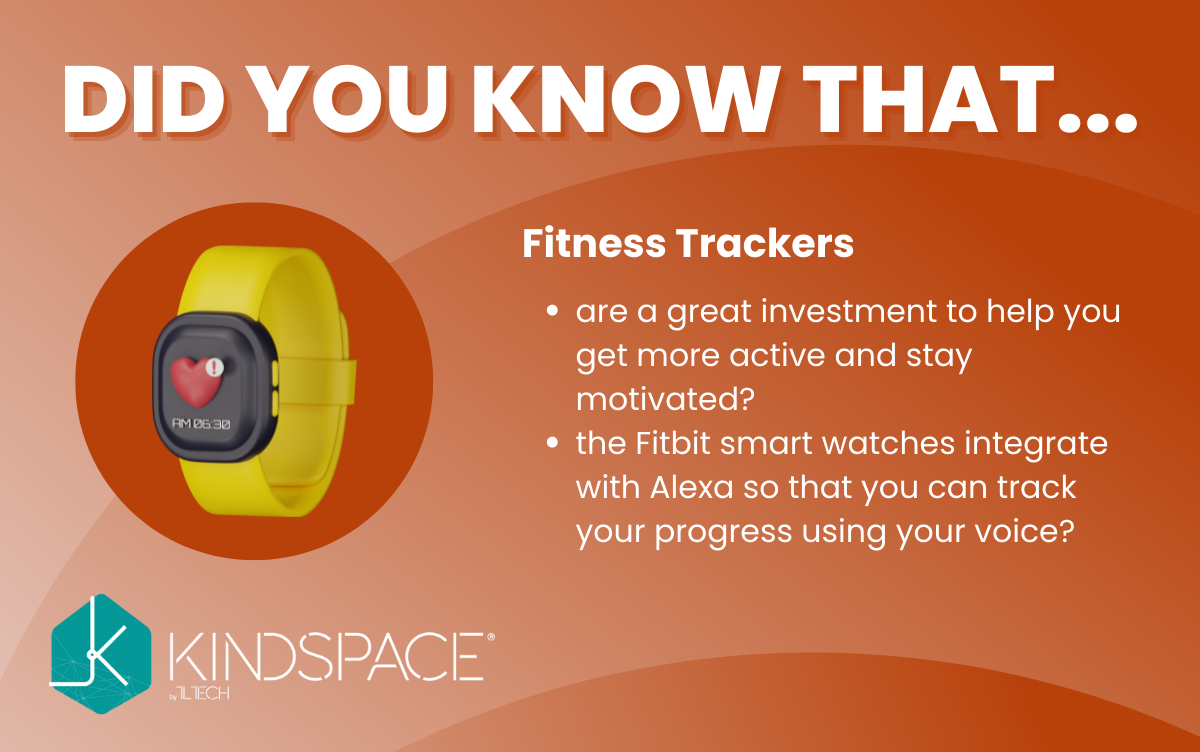 DID YOU KNOW THAT...
Fitness Trackers
• are a great investment to help you
get more active and stay
motivated?
• the Fitbit smart watches integrate
with Alexa so that you can track
your progress using your voice?
!
AM 06:30
KINDSPACE®
by TLTECH